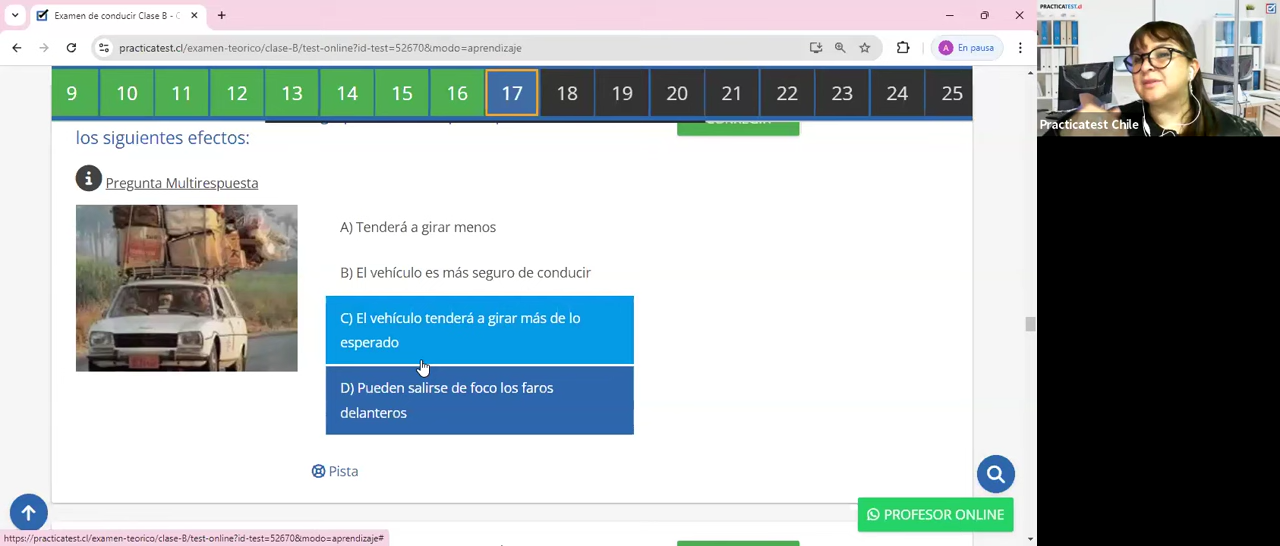 Examen de conducir Clase B - C
practicatest.cl/examen-teorico/clase-B/test-online?id-test=52670&modo=aprendizaje
A
En pausa
9 10 11 12 13 14 15 16 17 18 19 20 21 22 23 24 25
los siguientes efectos:
Pregunta Multirespuesta
A) Tenderá a girar menos
B) El vehículo es más seguro de conducir
C) El vehículo tenderá a girar más de lo
esperado
D) Pueden salirse de foco los faros
delanteros
Pista
PROFESOR ONLINE
https://practicatest.cl/examen-teorico/clase-B/test-online?id-test=52670&modo=aprendizaje#
PRACTICATEST.cl
Practicatest Chile